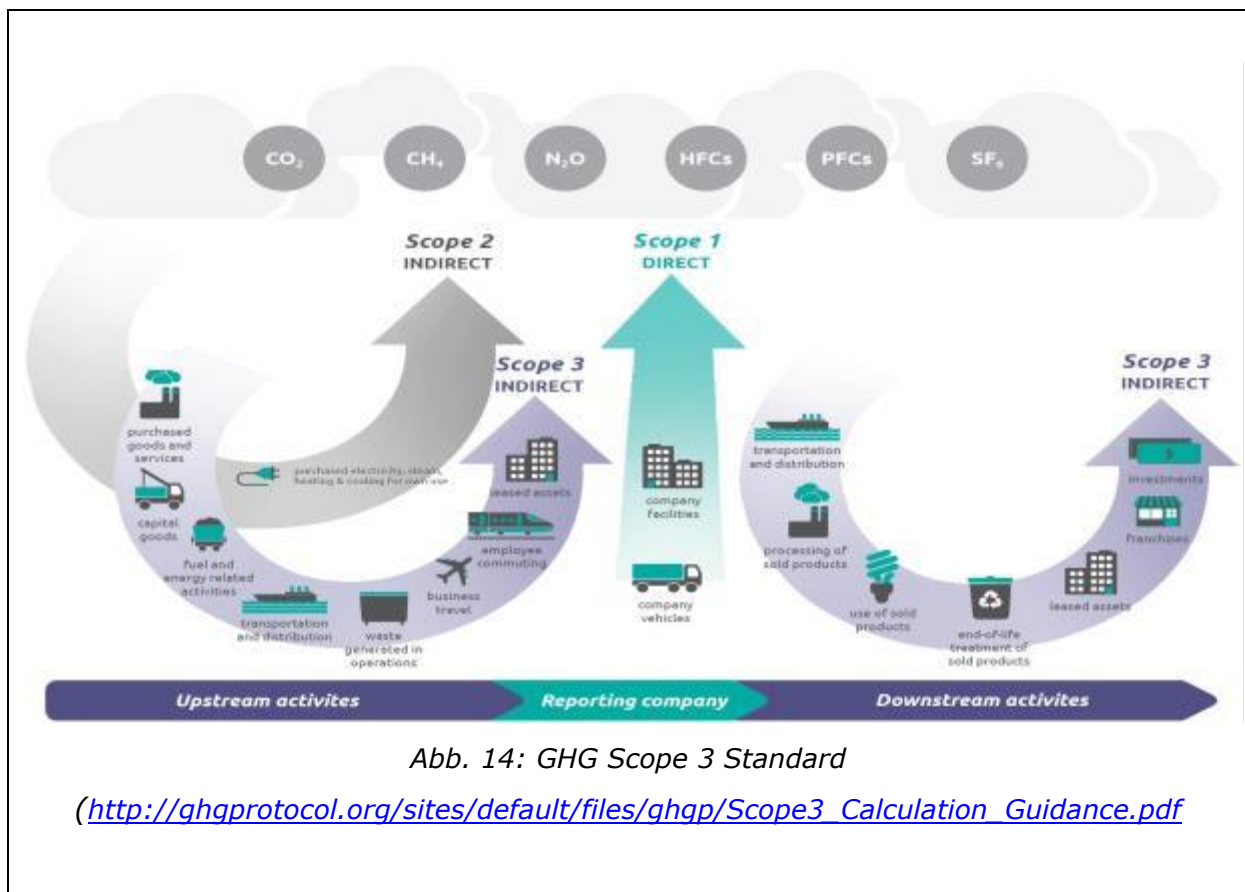 CO₂
CH₄
N₂O
HFCs
PFCs
SF₆
Scope 2
INDIRECT
Scope 1
DIRECT
Scope 3
INDIRECT
Scope 3
INDIRECT
purchased
goods and
services
capital
goods
fuel and
energy related
activities
transportation
and distribution
waste
generated in
operations
business
travel
employee
commuting
leased assets
purchased electricity, steam,
heating & cooling for own use
company
facilities
company
vehicles
transportation
and distribution
processing of
sold products
use of sold
products
end-of-life
treatment of
sold products
leased assets
franchises
investments
Upstream activites
Reporting company
Downstream activites
Abb. 14: GHG Scope 3 Standard
(http://ghgprotocol.org/sites/default/files/ghgp/Scope3_Calculation_Guidance.pdf